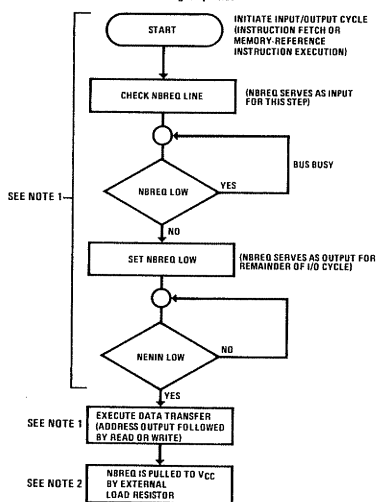 START
INITIATE INPUT/OUTPUT CYCLE
(INSTRUCTION FETCH OR
MEMORY-REFERENCE
INSTRUCTION EXECUTION)
CHECK NBREQ LINE
(NBREQ SERVES AS INPUT
FOR THIS STEP)
BUS BUSY
NBREQ LOW
YES
SEE NOTE 1
NO
SET NBREQ LOW
(NBREQ SERVES AS OUTPUT FOR
REMAINDER OF I/O CYCLE)
NENIN LOW
NO
YES
SEE NOTE 1
EXECUTE DATA TRANSFER
(ADDRESS OUTPUT FOLLOWED
BY READ OR WRITE)
SEE NOTE 2
NBREQ IS PULLED TO VCC
BY EXTERNAL
LOAD RESISTOR